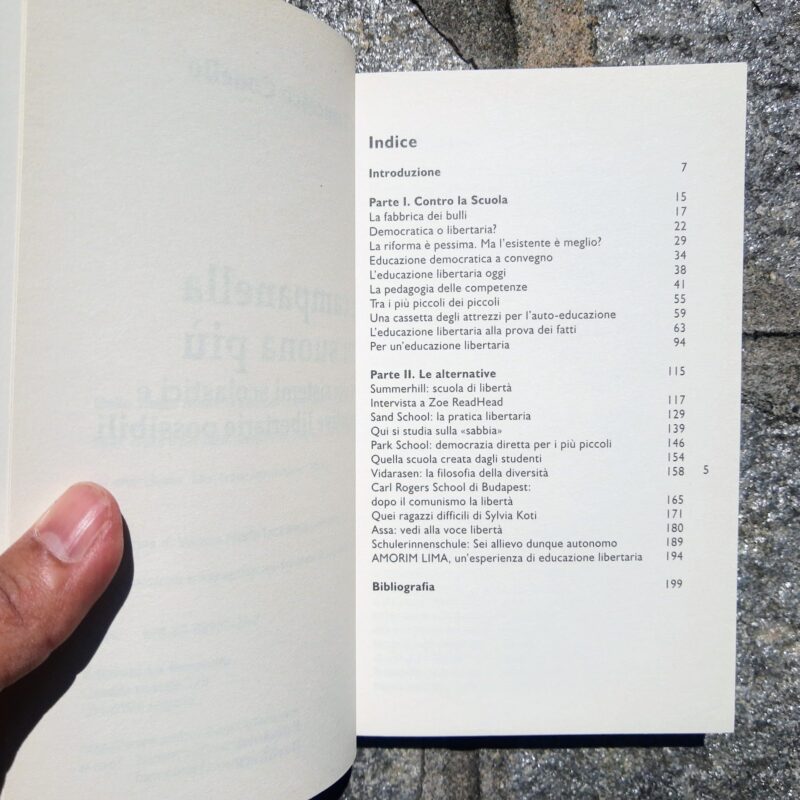 Indice
Introduzione 7
Parte I. Contro la Scuola 15
La fabbrica dei bulli 17
Democratica o libertaria? 22
La riforma è pessima. Ma l'esistente è meglio? 29
Educazione democratica a convegno 34
L'educazione libertaria oggi 38
La pedagogia delle competenze 41
Tra i più piccoli dei piccoli 55
Una cassetta degli attrezzi per l'auto-educazione 59
L'educazione libertaria alla prova dei fatti 63
Per un'educazione libertaria 94
Parte II. Le alternative 115
Summerhill: scuola di libertà
Intervista a Zoe ReadHead 117
Sand School: la pratica libertaria 129
Qui si studia sulla «sabbia» 139
Park School: democrazia diretta per i più piccoli 146
Quella scuola creata dagli studenti 154
Vidarasen: la filosofia della diversità 158 5
Carl Rogers School di Budapest:
dopo il comunismo la libertà 165
Quei ragazzi difficili di Sylvia Koti 171
Assa: vedi alla voce libertà 180
Schulerinnenschule: Sei allievo dunque autonomo 189
AMORIM LIMA, un'esperienza di educazione libertaria 194
Bibliografia 199